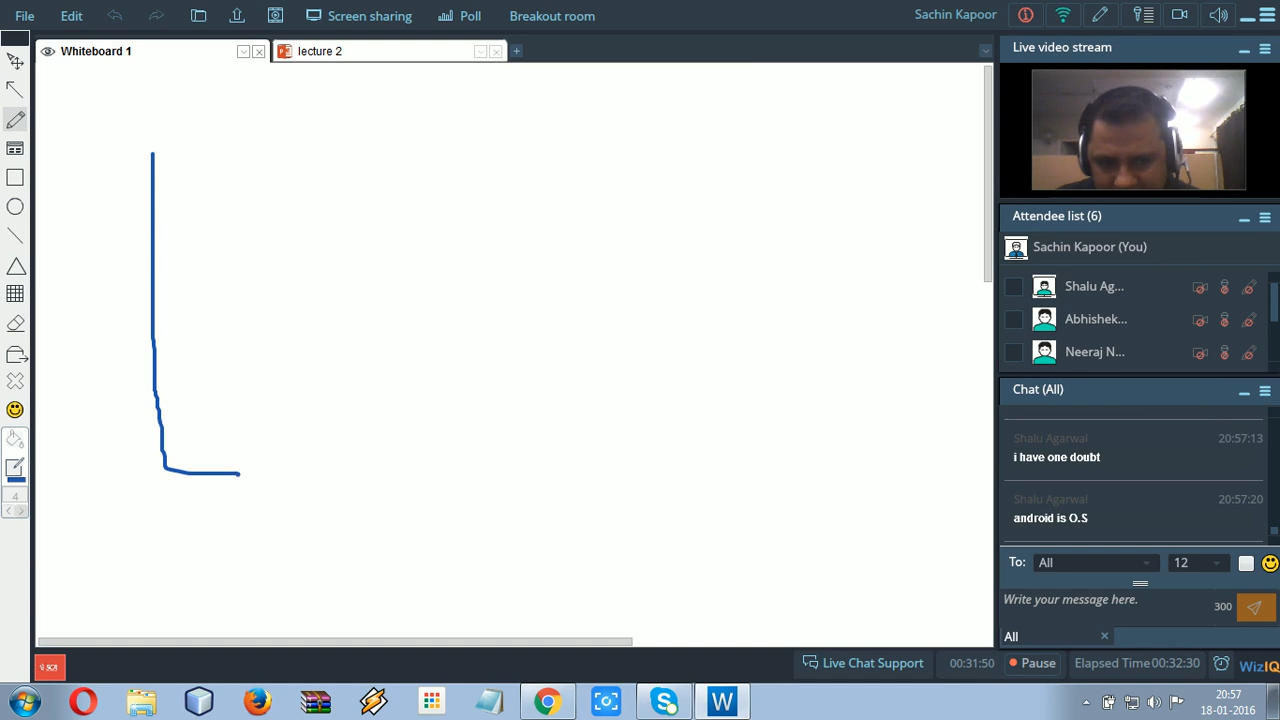 File Edit Screen sharing Poll Breakout room Sachin Kapoor
Whiteboard 1 lecture 2 Live video stream
Attendee list (6)
Sachin Kapoor (You)
Shalu Ag...
Abhishek...
Neeraj N...
Chat (All)
Shalu Agarwal 20:57:13
i have one doubt
Shalu Agarwal 20:57:20
android is O.S
4
To: All 12
Write your message here. 300
All
Live Chat Support 00:31:50 Pause Elapsed Time 00:32:30 WizIQ
20:57
18-01-2016